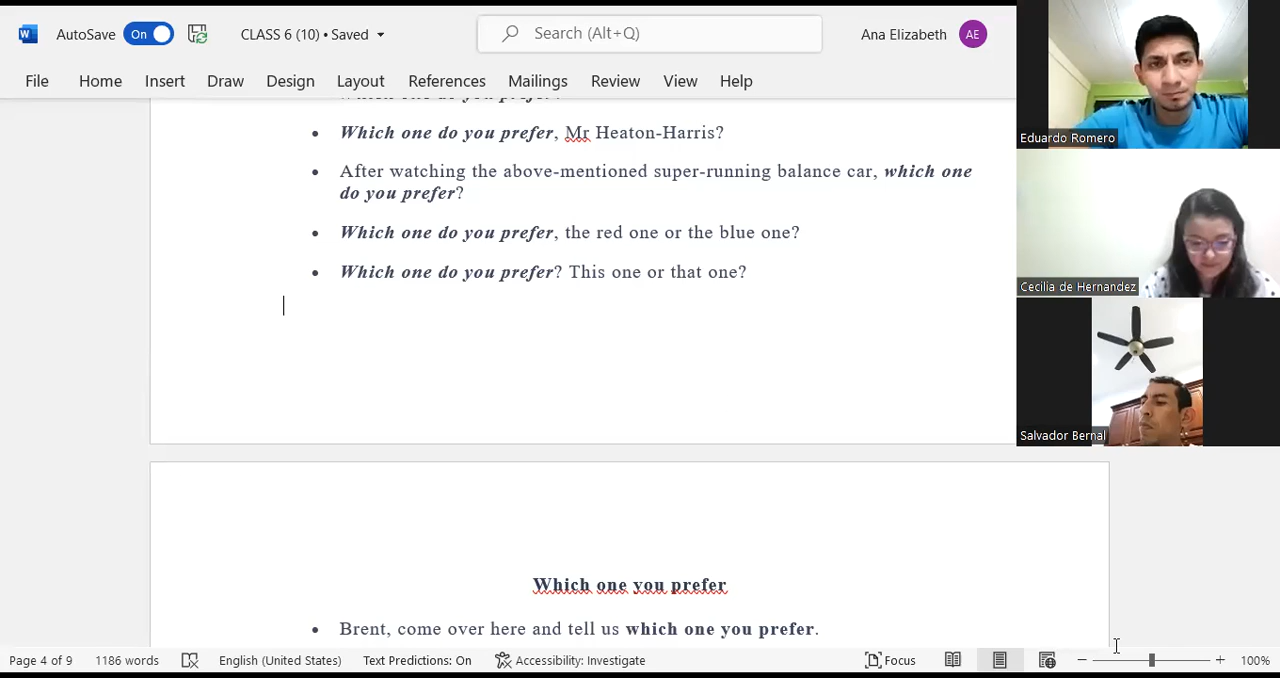 AutoSave On CLASS 6 (10) • Saved Search (Alt+Q) Ana Elizabeth AE
File Home Insert Draw Design Layout References Mailings Review View Help
Which one do you prefer?
• Which one do you prefer, Mr Heaton-Harris?
• After watching the above-mentioned super-running balance car, which one
do you prefer?
• Which one do you prefer, the red one or the blue one?
• Which one do you prefer? This one or that one?
Which one you prefer
• Brent, come over here and tell us which one you prefer.
Page 4 of 9 1186 words English (United States) Text Predictions: On Accessibility: Investigate Focus 100%
Eduardo Romero
Cecilia de Hernandez
Salvador Bernal